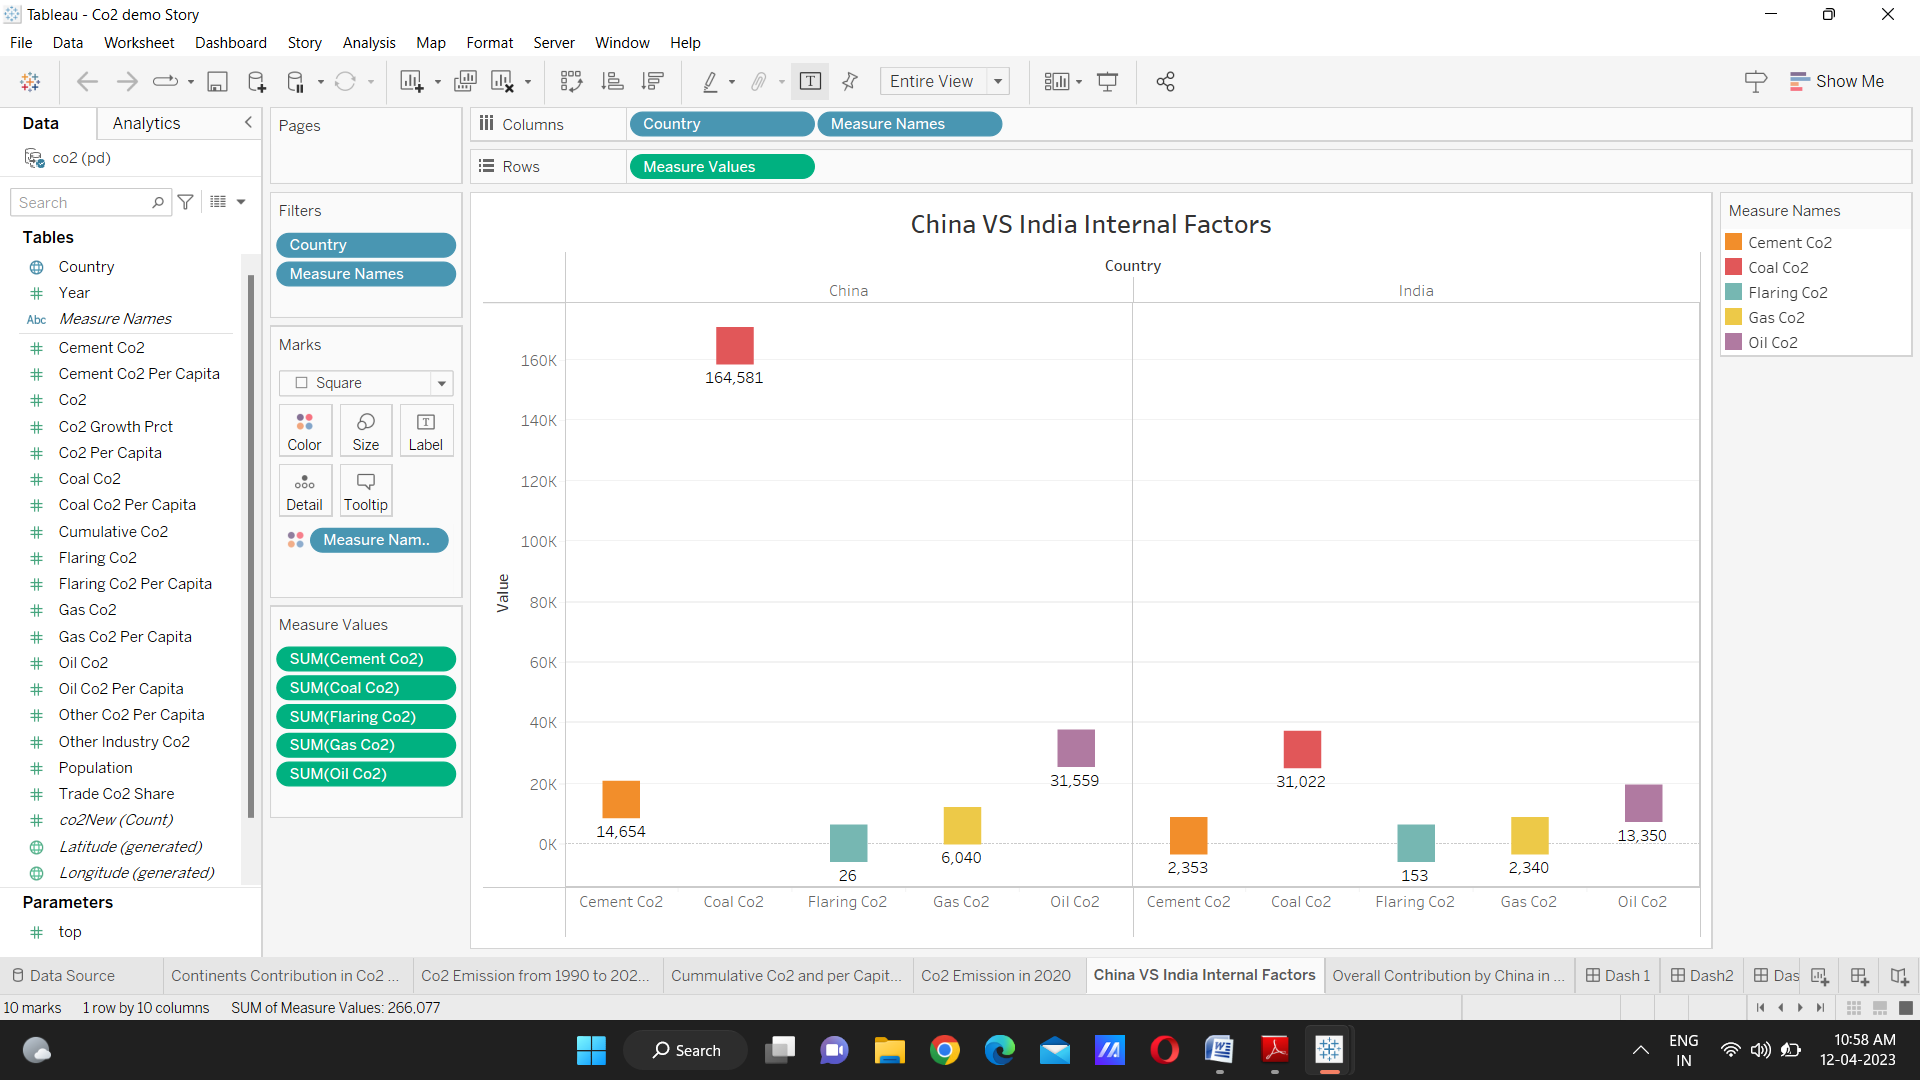 Tableau - Co2 demo Story
File Data Worksheet Dashboard Story Analysis Map Format Server Window Help
Entire View
Show Me
Data Analytics
co2 (pd)
Search
Tables
Country
Year
Abc Measure Names
Cement Co2
Cement Co2 Per Capita
Co2
Co2 Growth Prct
Co2 Per Capita
Coal Co2
Coal Co2 Per Capita
Cumulative Co2
Flaring Co2
Flaring Co2 Per Capita
Gas Co2
Gas Co2 Per Capita
Oil Co2
Oil Co2 Per Capita
Other Co2 Per Capita
Other Industry Co2
Population
Trade Co2 Share
co2New (Count)
Latitude (generated)
Longitude (generated)
Parameters
top
Pages
Filters
Country
Measure Names
Marks
Square
Color Size Label
Detail Tooltip
Measure Nam..
Measure Values
SUM(Cement Co2)
SUM(Coal Co2)
SUM(Flaring Co2)
SUM(Gas Co2)
SUM(Oil Co2)
Columns Country Measure Names
Rows Measure Values
China VS India Internal Factors
Country
China India
Value
160K
140K
120K
100K
80K
60K
40K
20K
0K
164,581
14,654
26
6,040
31,559
2,353
31,022
153
2,340
13,350
Cement Co2 Coal Co2 Flaring Co2 Gas Co2 Oil Co2 Cement Co2 Coal Co2 Flaring Co2 Gas Co2 Oil Co2
Measure Names
Cement Co2
Coal Co2
Flaring Co2
Gas Co2
Oil Co2
Data Source Continents Contribution in Co2 ... Co2 Emission from 1990 to 202... Cummulative Co2 and per Capit... Co2 Emission in 2020 China VS India Internal Factors Overall Contribution by China in ... Dash 1 Dash2 Das
10 marks 1 row by 10 columns SUM of Measure Values: 266,077
Search
ENG
IN
10:58 AM
12-04-2023